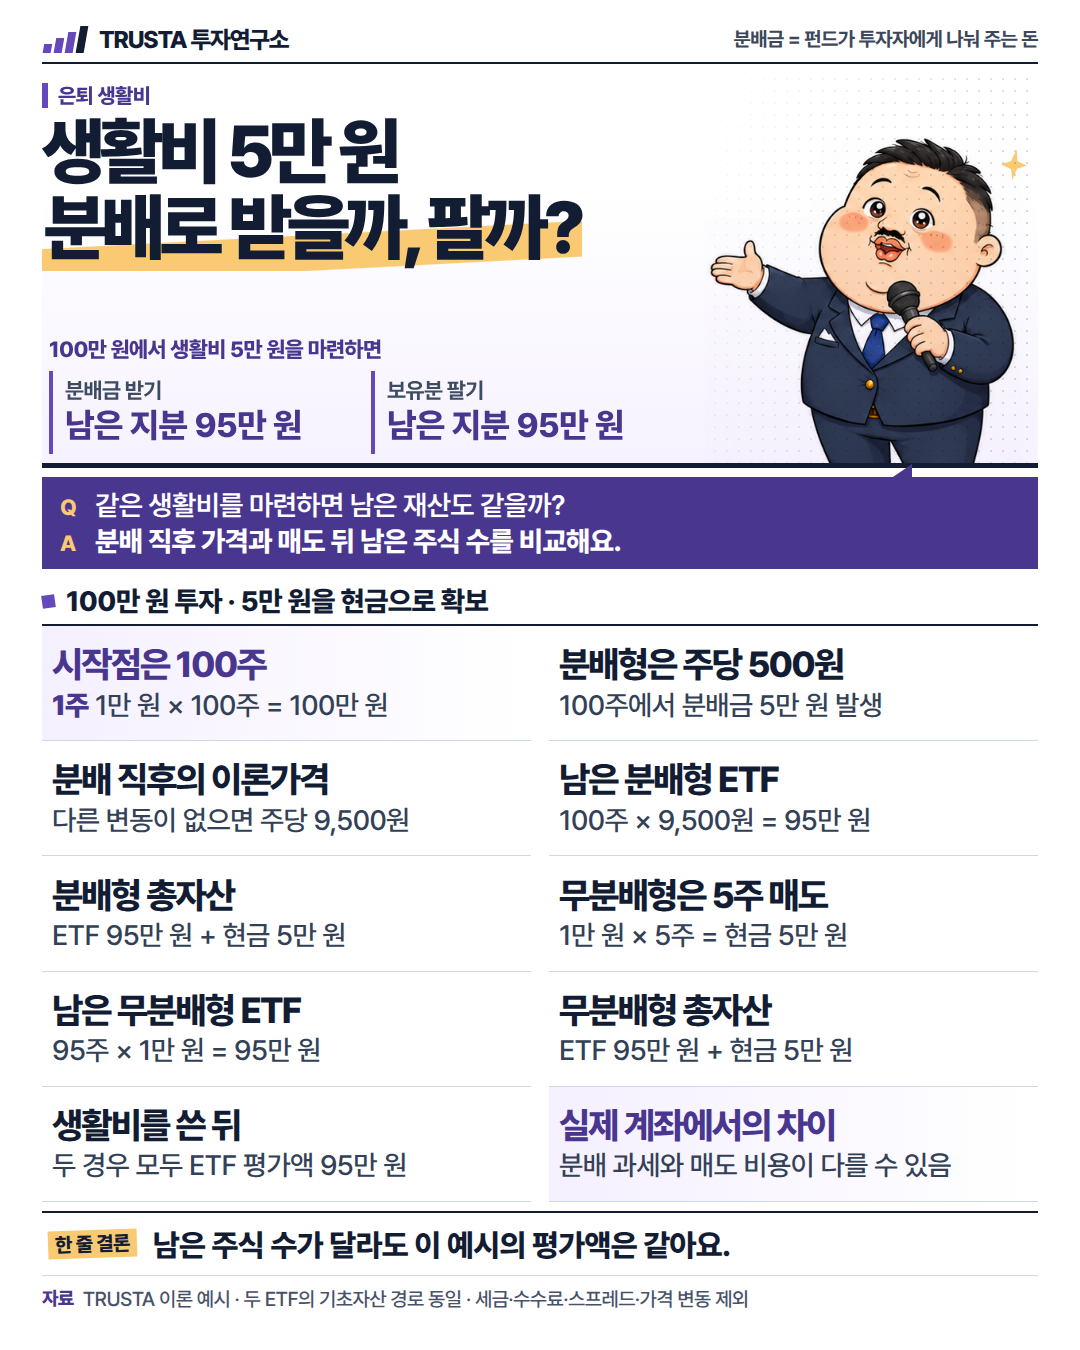 TRUSTA 투자연구소
분배금 = 펀드가 투자자에게 나눠 주는 돈
은퇴 생활비
생활비 5만 원
분배로 받을까, 팔까?
100만 원에서 생활비 5만 원을 마련하면
분배금 받기
남은 지분 95만 원
보유분 팔기
남은 지분 95만 원
Q 같은 생활비를 마련하면 남은 재산도 같을까?
A 분배 직후 가격과 매도 뒤 남은 주식 수를 비교해요.
100만 원 투자 · 5만 원을 현금으로 확보
시작점은 100주
1주 1만 원 × 100주 = 100만 원
분배형은 주당 500원
100주에서 분배금 5만 원 발생
분배 직후의 이론가격
다른 변동이 없으면 주당 9,500원
남은 분배형 ETF
100주 × 9,500원 = 95만 원
분배형 총자산
ETF 95만 원 + 현금 5만 원
무분배형은 5주 매도
1만 원 × 5주 = 현금 5만 원
남은 무분배형 ETF
95주 × 1만 원 = 95만 원
무분배형 총자산
ETF 95만 원 + 현금 5만 원
생활비를 쓴 뒤
두 경우 모두 ETF 평가액 95만 원
실제 계좌에서의 차이
분배 과세와 매도 비용이 다를 수 있음
한 줄 결론 남은 주식 수가 달라도 이 예시의 평가액은 같아요.
자료 TRUSTA 이론 예시 · 두 ETF의 기초자산 경로 동일 · 세금·수수료·스프레드·가격 변동 제외